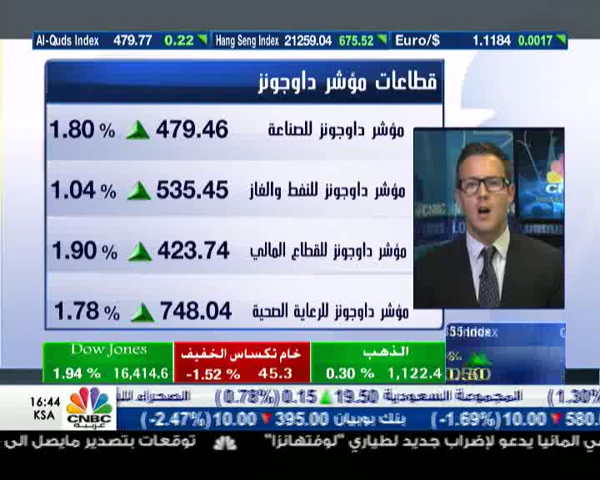 Al-Quds Index 479.77 0.22 Hang Seng Index 21259.04 675.52 Euro/$ 1.1184 0.0017
قطاعات مؤشر داوجونز
مؤشر داوجونز للصناعة 479.46 1.80 %
مؤشر داوجونز للنفط والغاز 535.45 1.04 %
مؤشر داوجونز للقطاع المالي 423.74 1.90 %
مؤشر داوجونز للرعاية الصحية 748.04 1.78 %
Dow Jones خام تكساس الخفيف الذهب
1.94 % 16,414.6 -1.52 % 45.3 0.30 % 1,122.4
16:44 KSA
CNBC عربية
(1.30%) المجموعة السعودية 19.50 0.15 (0.78%) الصحراء
580. 10.00 (-1.69%) بنك بوبيان 395.00 10.00 (-2.47%)
في المانيا يدعو لإضراب جديد لطياري "لوفتهانزا" توقعات بتصدير مايصل الى